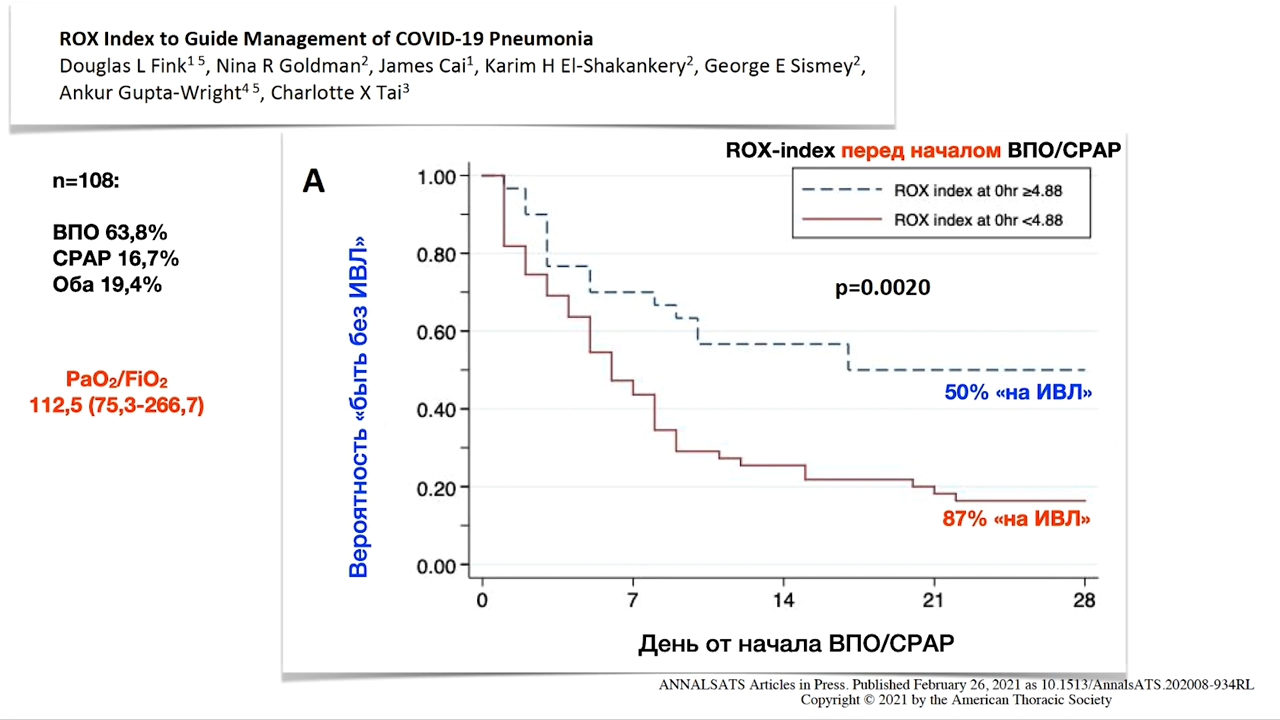 ROX Index to Guide Management of COVID-19 Pneumonia
Douglas L Fink¹ ⁵, Nina R Goldman², James Cai¹, Karim H El-Shakankery², George E Sismey²,
Ankur Gupta-Wright⁴ ⁵, Charlotte X Tai³
n=108:
ВПО 63,8%
CPAP 16,7%
Оба 19,4%
PaO₂/FiO₂
112,5 (75,3-266,7)
A
ROX-index перед началом ВПО/CPAP
ROX index at 0hr ≥4.88
ROX index at 0hr <4.88
p=0.0020
Вероятность «быть без ИВЛ»
1.00
0.80
0.60
0.40
0.20
0.00
50% «на ИВЛ»
87% «на ИВЛ»
0 7 14 21 28
День от начала ВПО/CPAP
ANNALSATS Articles in Press. Published February 26, 2021 as 10.1513/AnnalsATS.202008-934RL
Copyright © 2021 by the American Thoracic Society